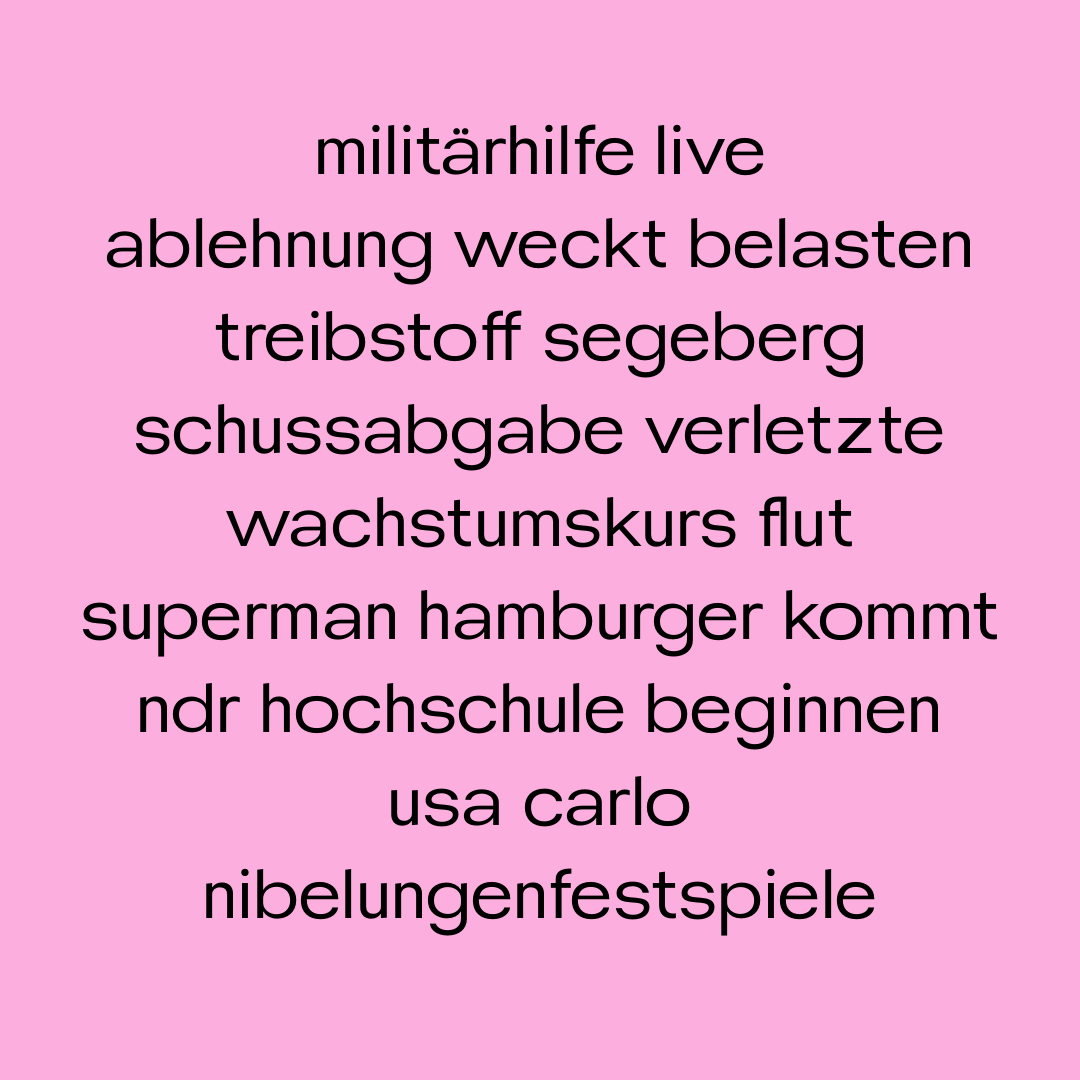 militärhilfe live
ablehnung weckt belasten
treibstoff segeberg
schussabgabe verletzte
wachstumskurs flut
superman hamburger kommt
ndr hochschule beginnen
usa carlo
nibelungenfestspiele